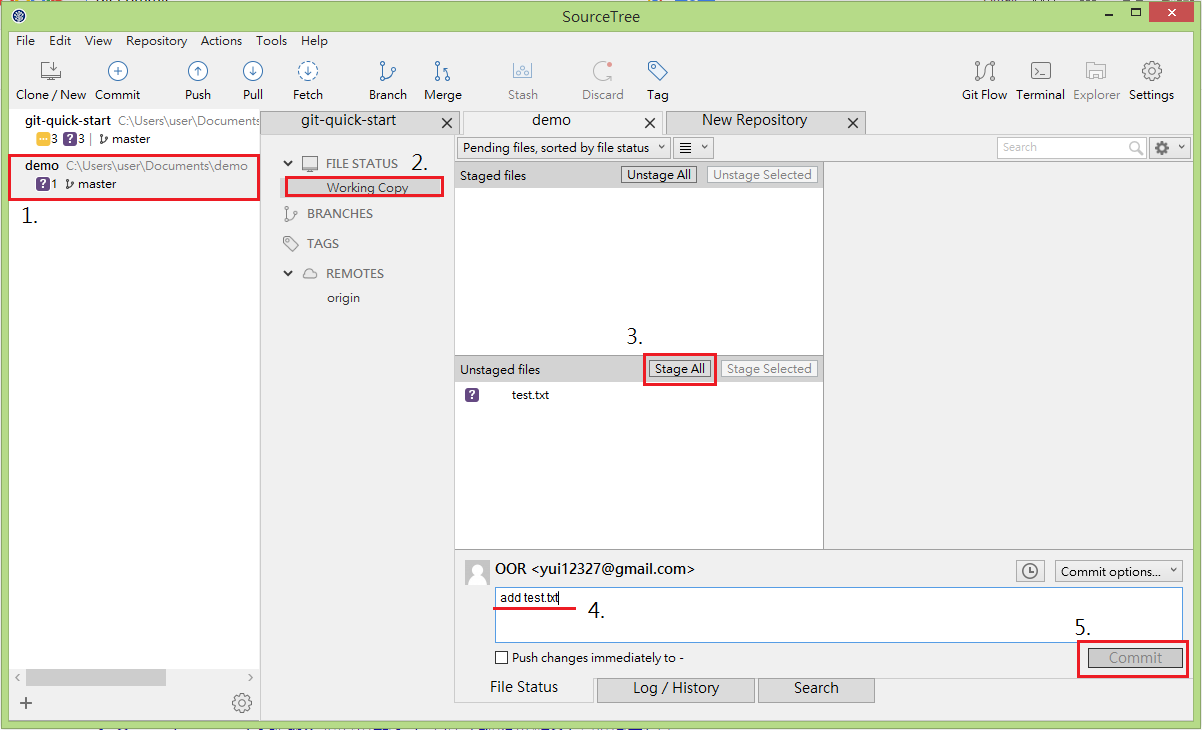 SourceTree
File Edit View Repository Actions Tools Help
Clone / New Commit Push Pull Fetch Branch Merge Stash Discard Tag Git Flow Terminal Explorer Settings
git-quick-start C:\Users\user\Documents
3 ? 3 master
demo C:\Users\user\Documents\demo
? 1 master
1.
git-quick-start
demo
New Repository
FILE STATUS 2.
Working Copy
BRANCHES
TAGS
REMOTES
origin
Pending files, sorted by file status
Search
Staged files Unstage All Unstage Selected
3.
Unstaged files Stage All Stage Selected
? test.txt
OOR <yui12327@gmail.com>
Commit options...
add test.txt
4.
5.
Push changes immediately to -
Commit
File Status Log / History Search